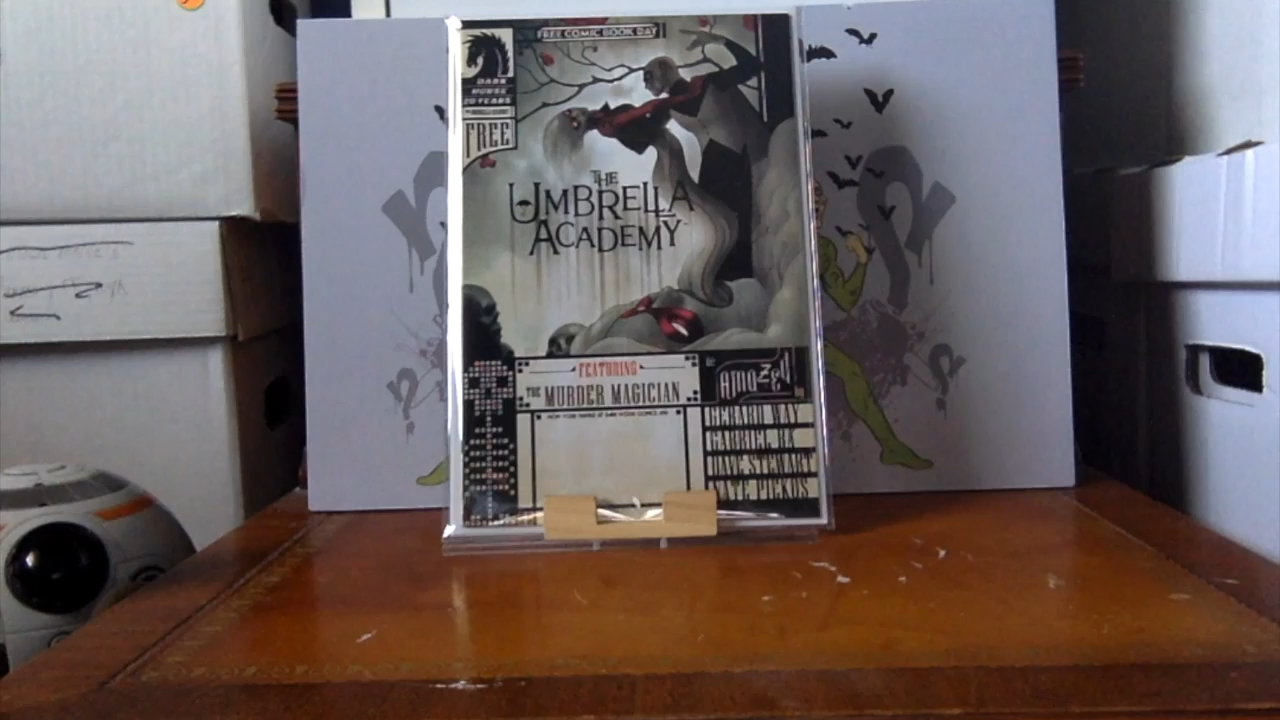 FREE COMIC BOOK DAY
DARK
HORSE
20 YEARS
FREE
THE
UMBRELLA
ACADEMY
FEATURING
THE MURDER MAGICIAN
GERARD WAY
GABRIEL BÁ
DAVE STEWART
NATE PIEKOS